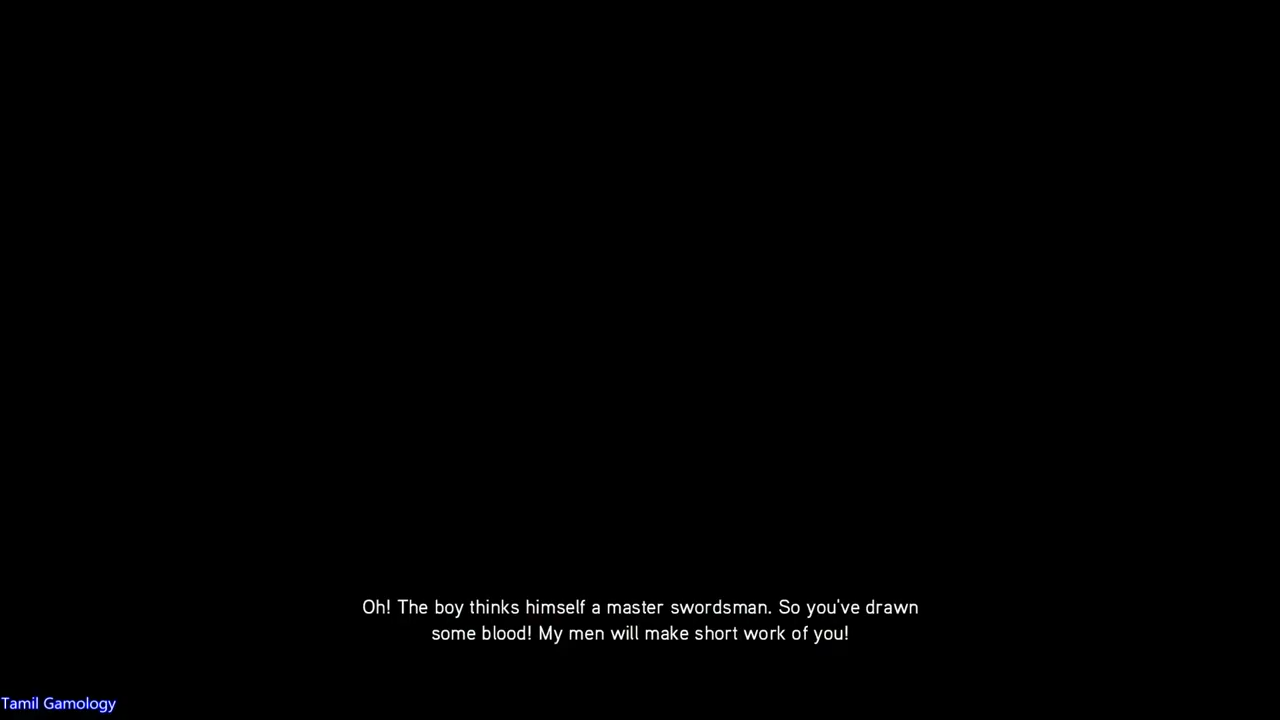 Oh! The boy thinks himself a master swordsman. So you've drawn
some blood! My men will make short work of you!
Tamil Gamology